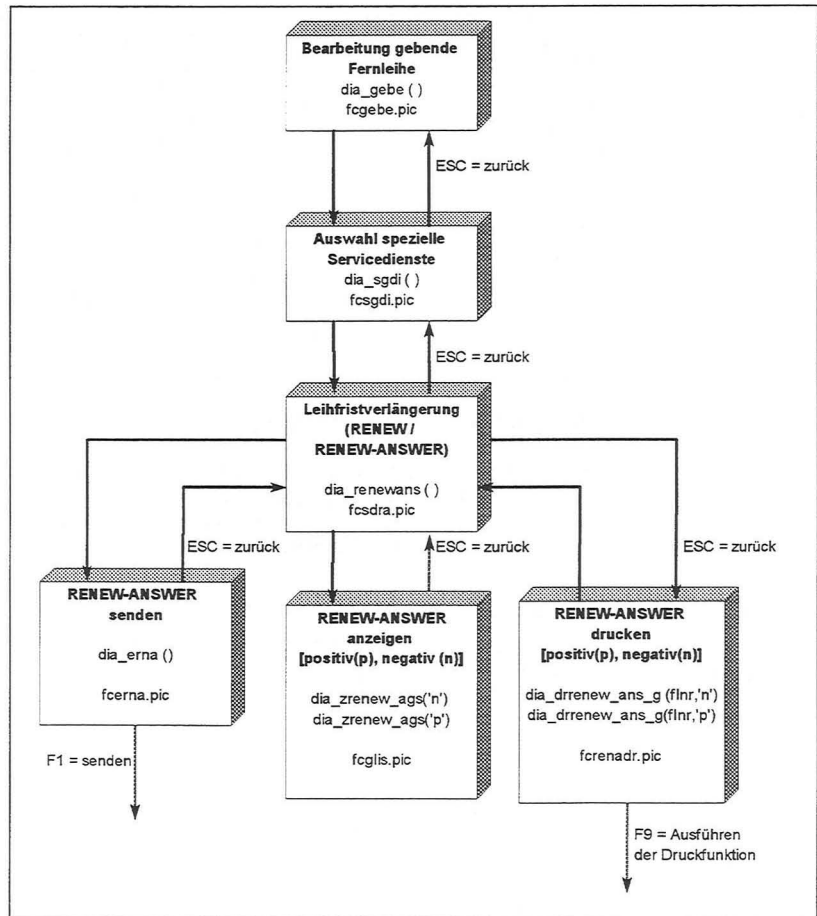 Bearbeitung gebende
Fernleihe
dia_gebe ( )
fcgebe.pic
ESC = zurück
Auswahl spezielle
Servicedienste
dia_sgdi ( )
fcsgdi.pic
ESC = zurück
Leihfristverlängerung
(RENEW /
RENEW-ANSWER)
dia_renewans ( )
fcsdra.pic
ESC = zurück
ESC = zurück
ESC = zurück
RENEW-ANSWER
senden
dia_erna ()
fcerna.pic
F1 = senden
RENEW-ANSWER
anzeigen
[positiv(p), negativ (n)]
dia_zrenew_ags('n')
dia_zrenew_ags('p')
fcglis.pic
RENEW-ANSWER
drucken
[positiv(p), negativ(n)]
dia_drrenew_ans_g (flnr,'n')
dia_drrenew_ans_g(flnr,'p')
fcrenadr.pic
F9 = Ausführen
der Druckfunktion